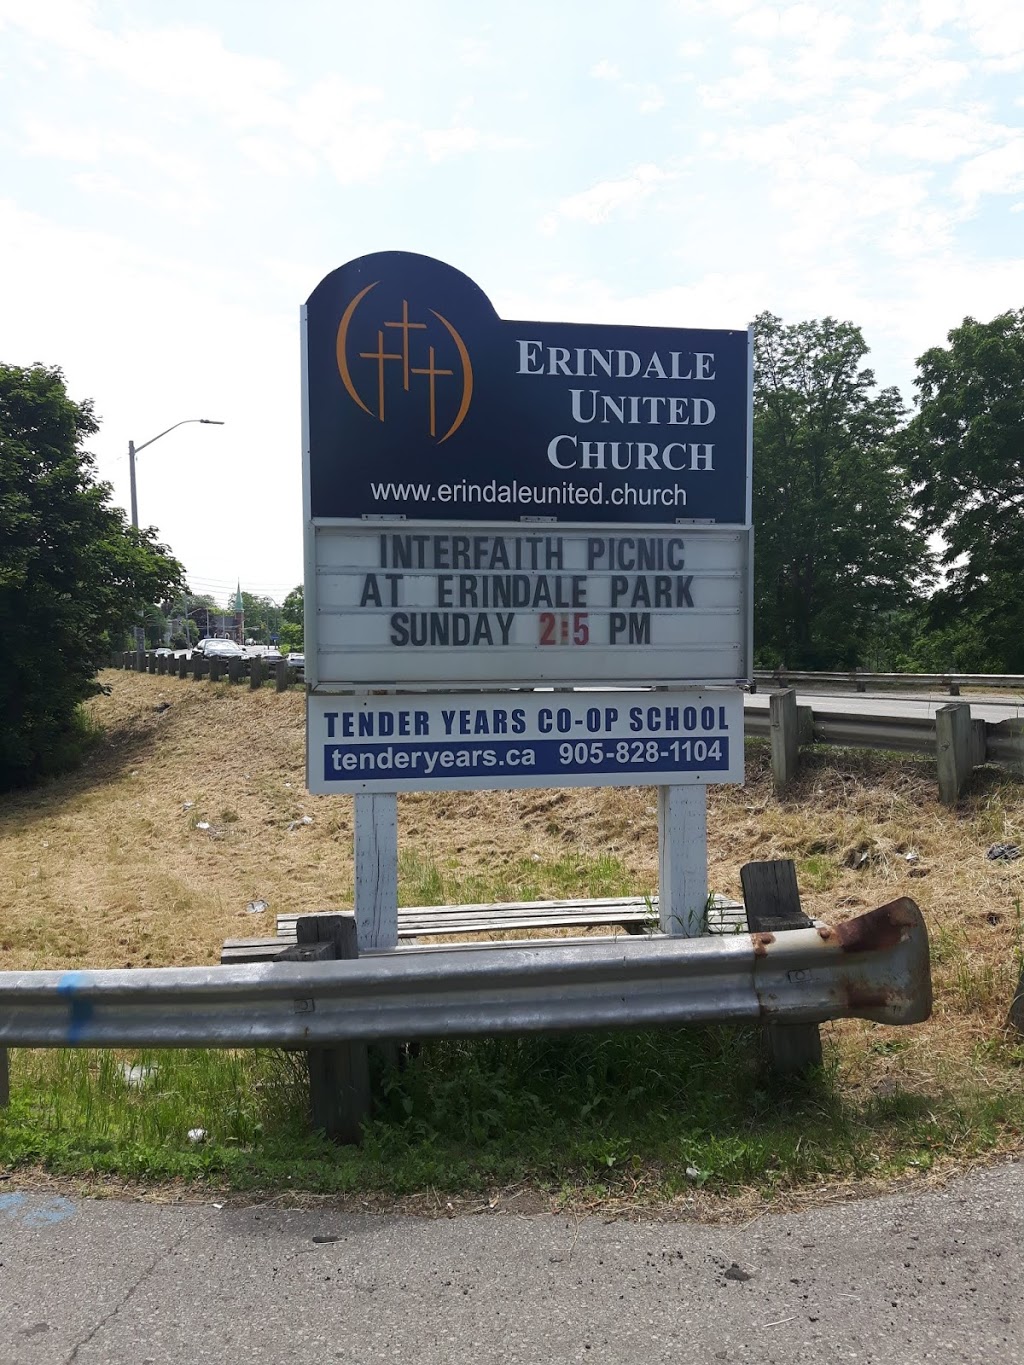 ERINDALE
UNITED
CHURCH
www.erindaleunited.church
INTERFAITH PICNIC
AT ERINDALE PARK
SUNDAY 2:5 PM
TENDER YEARS CO-OP SCHOOL
tenderyears.ca 905-828-1104